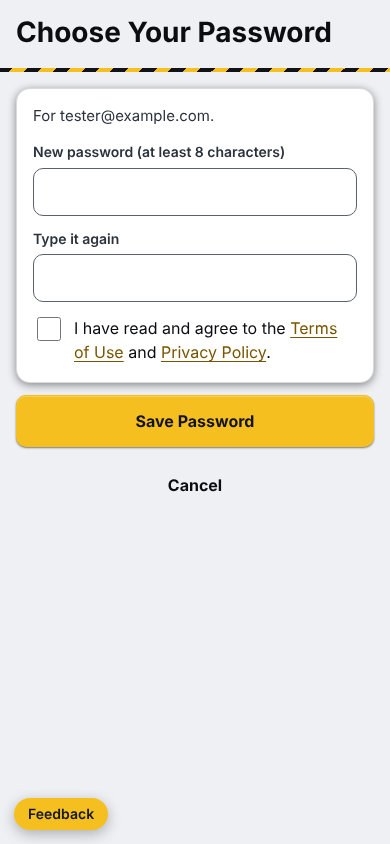 Choose Your Password
For tester@example.com.
New password (at least 8 characters)
Type it again
I have read and agree to the Terms
of Use and Privacy Policy.
Save Password
Cancel
Feedback